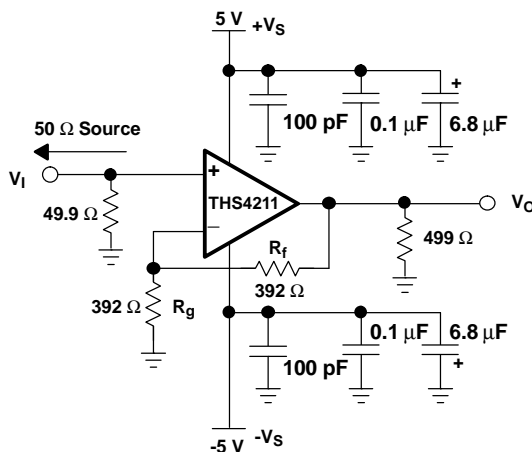 5 V
+VS
+
100 pF
0.1 µF
6.8 µF
50 Ω Source
VI
+
THS4211
VO
49.9 Ω
−
Rf
499 Ω
392 Ω
392 Ω
Rg
0.1 µF
6.8 µF
100 pF
+
-5 V
-VS